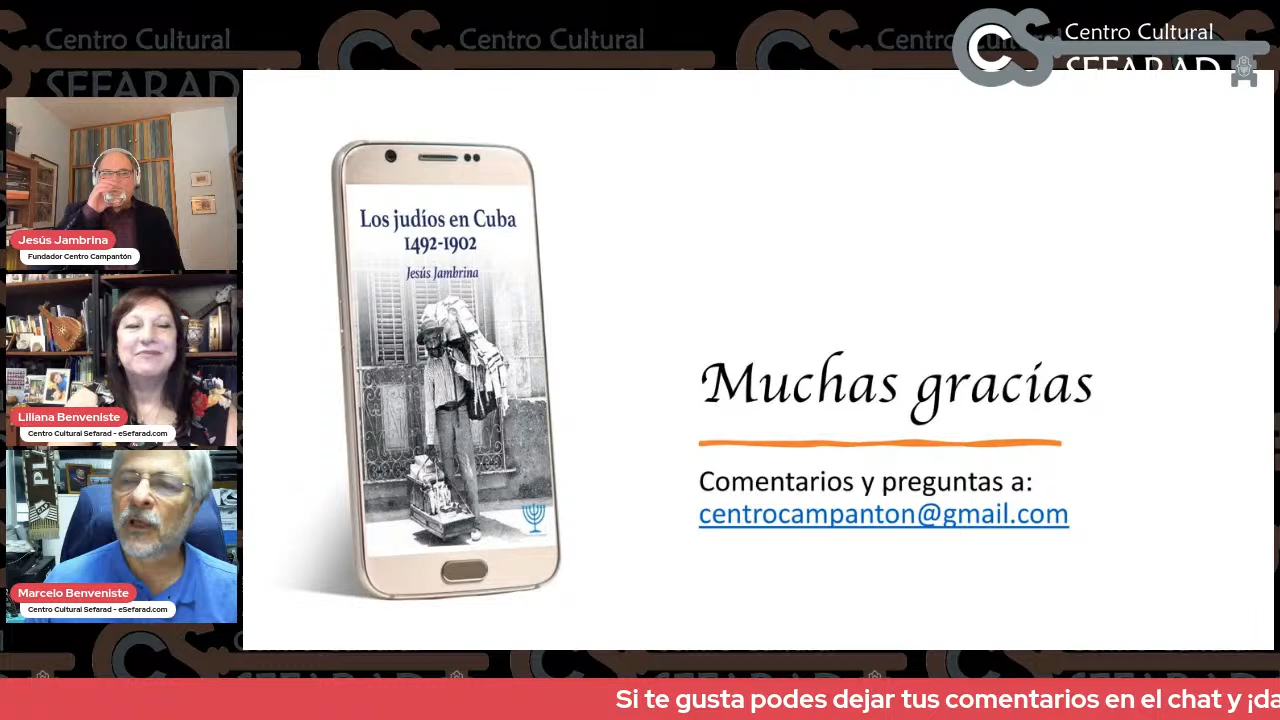 Centro Cultural
SEFARAD
Centro Cultural
Centro Cultural
SEFARAD
Jesús Jambrina
Fundador Centro Campantón
Liliana Benveniste
Centro Cultural Sefarad - eSefarad.com
Marcelo Benveniste
Centro Cultural Sefarad - eSefarad.com
Los judíos en Cuba
1492-1902
Jesús Jambrina
Muchas gracias
Comentarios y preguntas a:
centrocampanton@gmail.com
Si te gusta podes dejar tus comentarios en el chat y ¡da